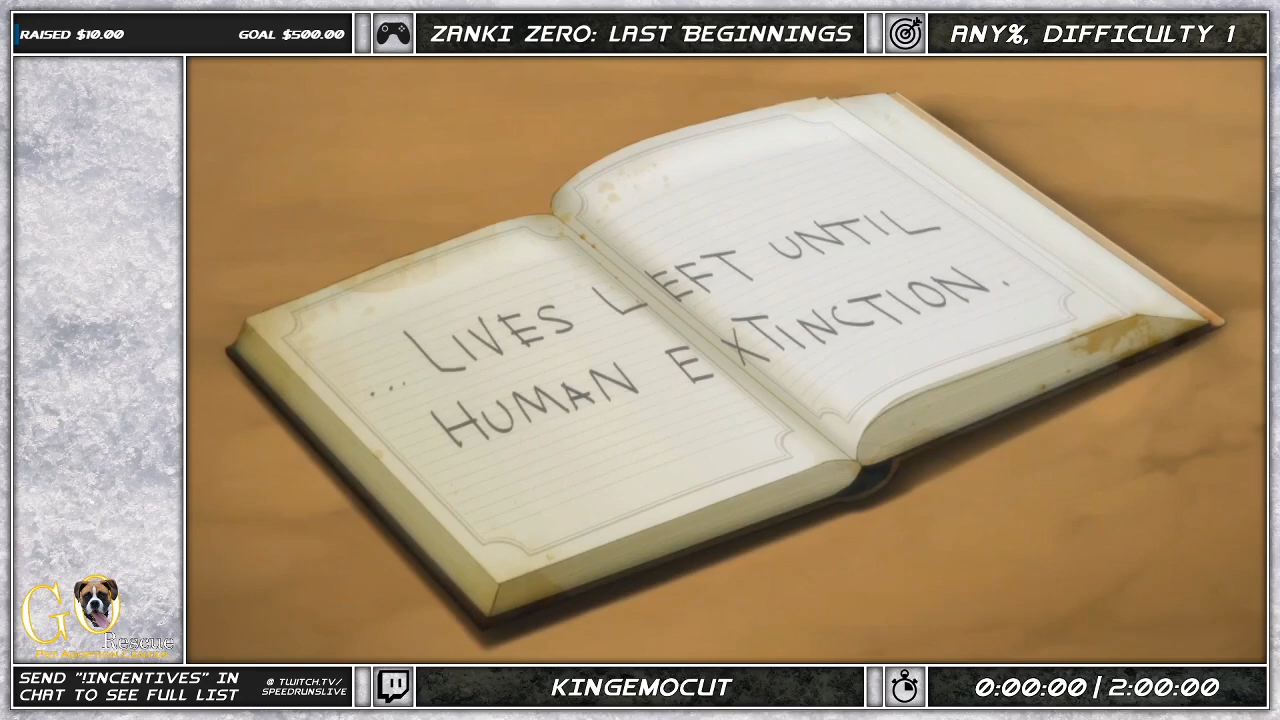 RAISED $10.00
GOAL $500.00
ZANKI ZERO: LAST BEGINNINGS
ANY%, DIFFICULTY 1
...LIVES LEFT UNTIL
HUMAN EXTINCTION.
GO
Rescue
SEND "!INCENTIVES" IN
CHAT TO SEE FULL LIST
@ TWITCH.TV/
SPEEDRUNSLIVE
KINGEMOCUT
0:00:00 | 2:00:00